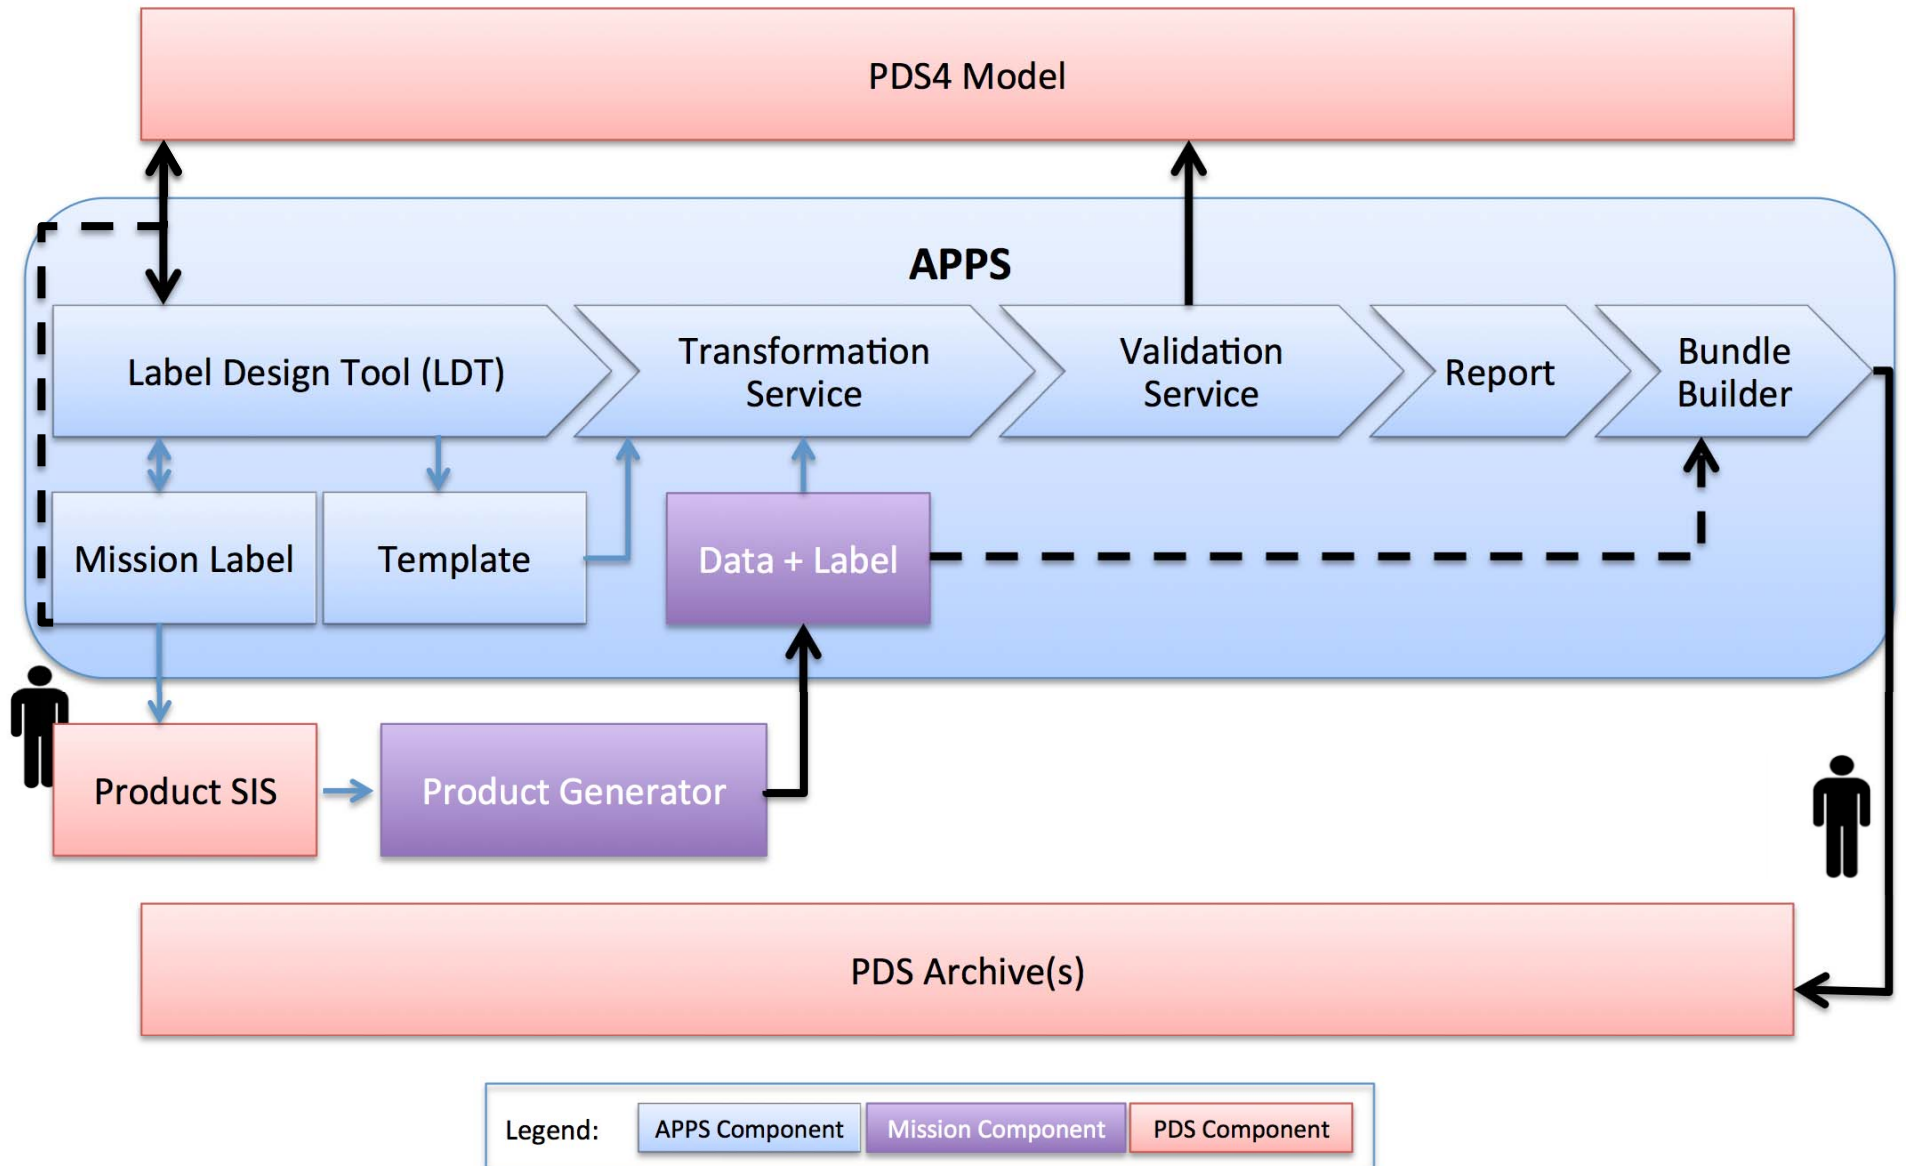 PDS4 Model
APPS
Label Design Tool (LDT)
Transformation
Service
Validation
Service
Report
Bundle
Builder
Mission Label
Template
Data + Label
Product SIS
Product Generator
PDS Archive(s)
Legend:
APPS Component
Mission Component
PDS Component